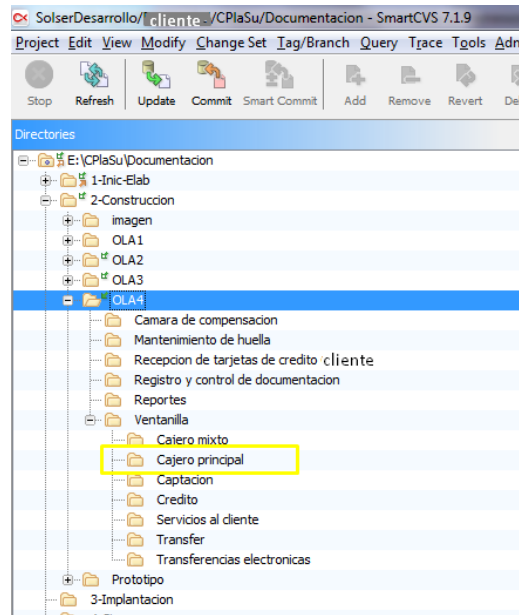 SolserDesarrollo/cliente-/CPlaSu/Documentacion - SmartCVS 7.1.9
Project Edit View Modify Change Set Tag/Branch Query Trace Tools Adn
Stop Refresh Update Commit Smart Commit Add Remove Revert De
Directories
E:\CPlaSu\Documentacion
1-Inic-Elab
2-Construccion
imagen
OLA1
OLA2
OLA3
OLA4
Camara de compensacion
Mantenimiento de huella
Recepcion de tarjetas de credito cliente
Registro y control de documentacion
Reportes
Ventanilla
Cajero mixto
Cajero principal
Captacion
Credito
Servicios al cliente
Transfer
Transferencias electronicas
Prototipo
3-Implantacion